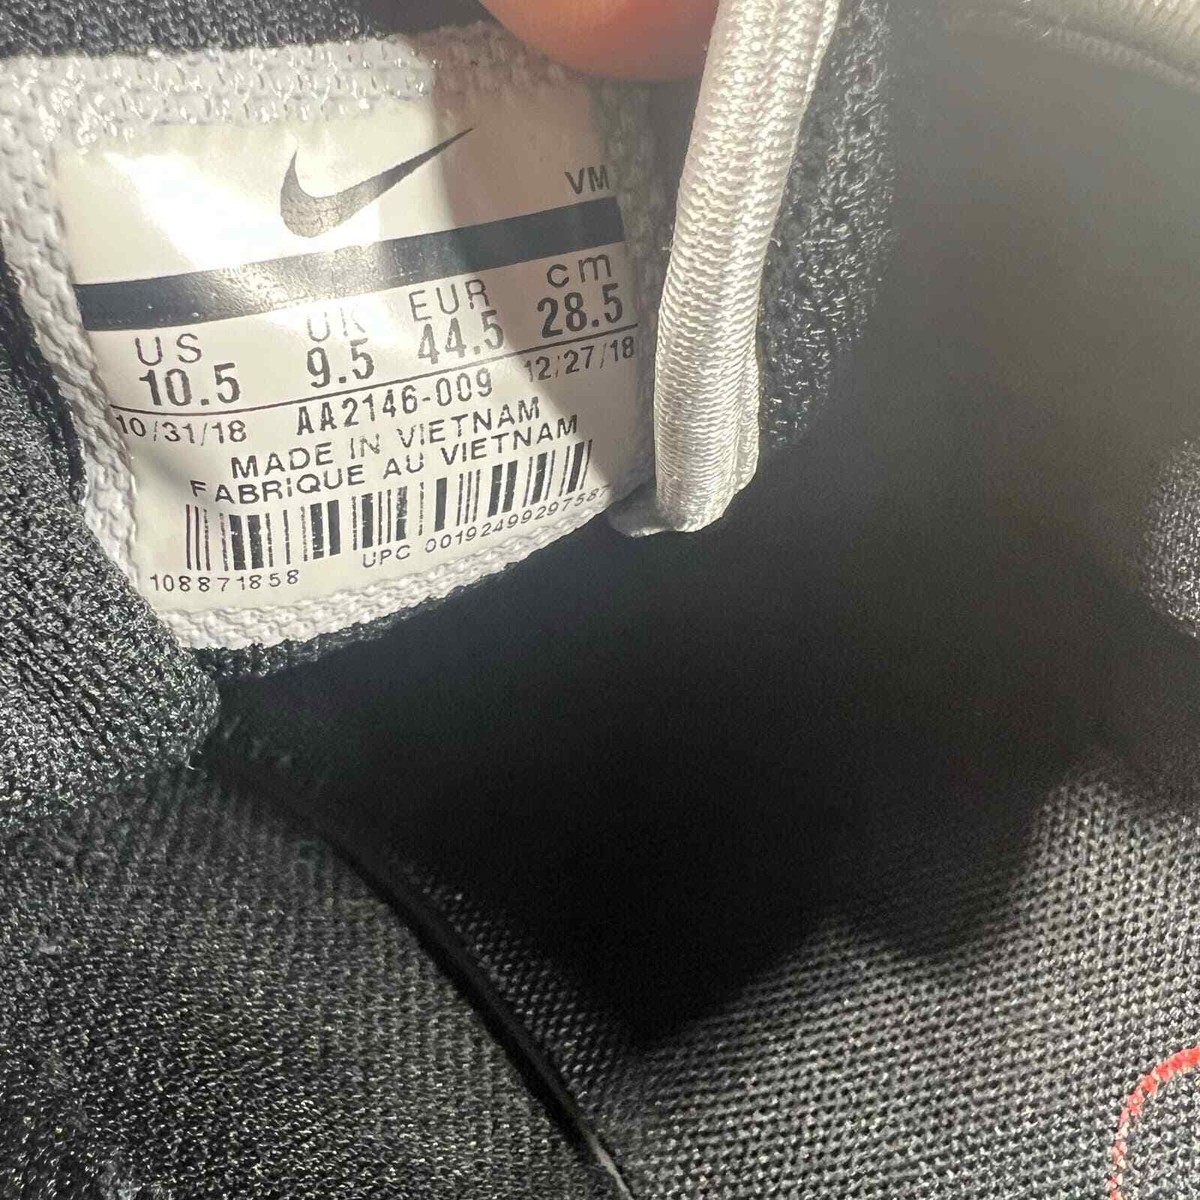 VM
US UK EUR cm
10.5 9.5 44.5 28.5
10/31/18 AA2146-009 12/27/18
MADE IN VIETNAM
FABRIQUE AU VIETNAM
UPC 00192499297587
108871858